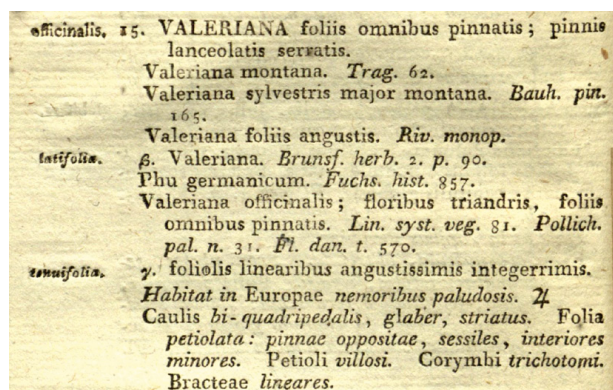 officinalis. 15. VALERIANA foliis omnibus pinnatis; pinnis
lanceolatis serratis.
Valeriana montana. Trag. 62.
Valeriana sylvestris major montana. Bauh. pin.
165.
Valeriana foliis angustis. Riv. monop.
latifolia. β. Valeriana. Brunsf. herb. 2. p. 90.
Phu germanicum. Fuchs. hist. 857.
Valeriana officinalis; floribus triandris, foliis
omnibus pinnatis. Lin. syst. veg. 81. Pollich.
pal. n. 31. Fl. dan. t. 570.
tenuifolia. γ. foliolis linearibus angustissimis integerrimis.
Habitat in Europae nemoribus paludosis. ♃
Caulis bi-quadripedalis, glaber, striatus. Folia
petiolata: pinnae oppositae, sessiles, interiores
minores. Petioli villosi. Corymbi trichotomi.
Bracteae lineares.